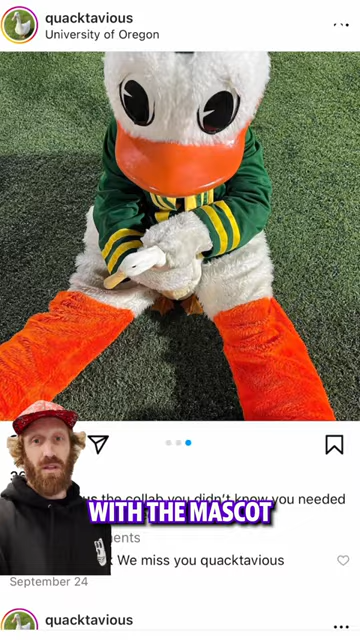 quacktavious
University of Oregon
us the collab you didn't know you needed
WITH THE MASCOT
We miss you quacktavious
September 24
quacktavious